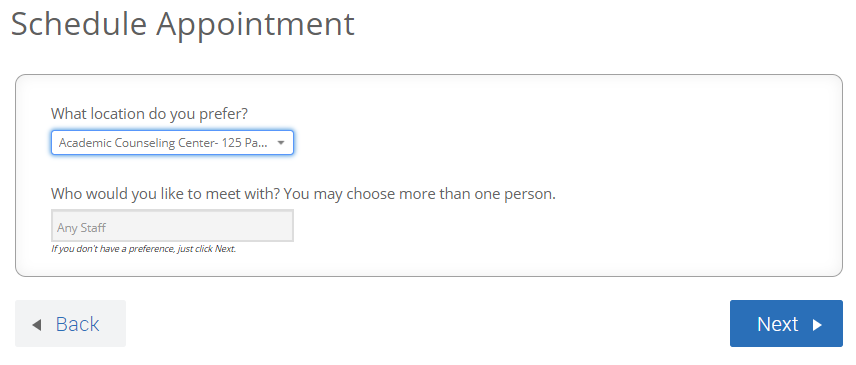 Schedule Appointment
What location do you prefer?
Academic Counseling Center- 125 Pa...
Who would you like to meet with? You may choose more than one person.
Any Staff
If you don't have a preference, just click Next.
Back
Next